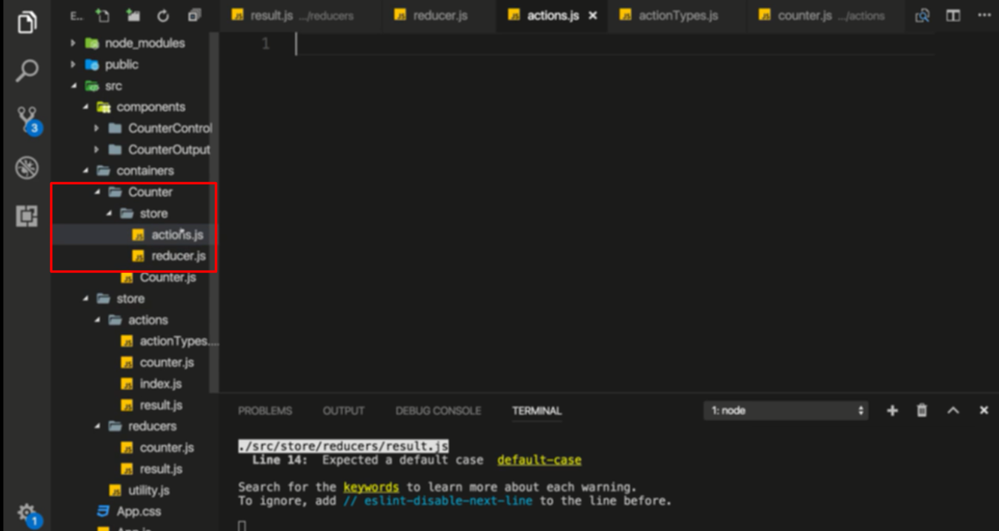 E...
result.js .../reducers
reducer.js
actions.js
actionTypes.js
counter.js .../actions
node_modules
public
src
components
CounterControl
CounterOutput
containers
Counter
store
actions.js
reducer.js
Counter.js
store
actions
actionTypes....
counter.js
index.js
result.js
reducers
counter.js
result.js
utility.js
App.css
App.js
3
1
1
PROBLEMS
OUTPUT
DEBUG CONSOLE
TERMINAL
1: node
./src/store/reducers/result.js
Line 14: Expected a default case default-case
Search for the keywords to learn more about each warning.
To ignore, add // eslint-disable-next-line to the line before.